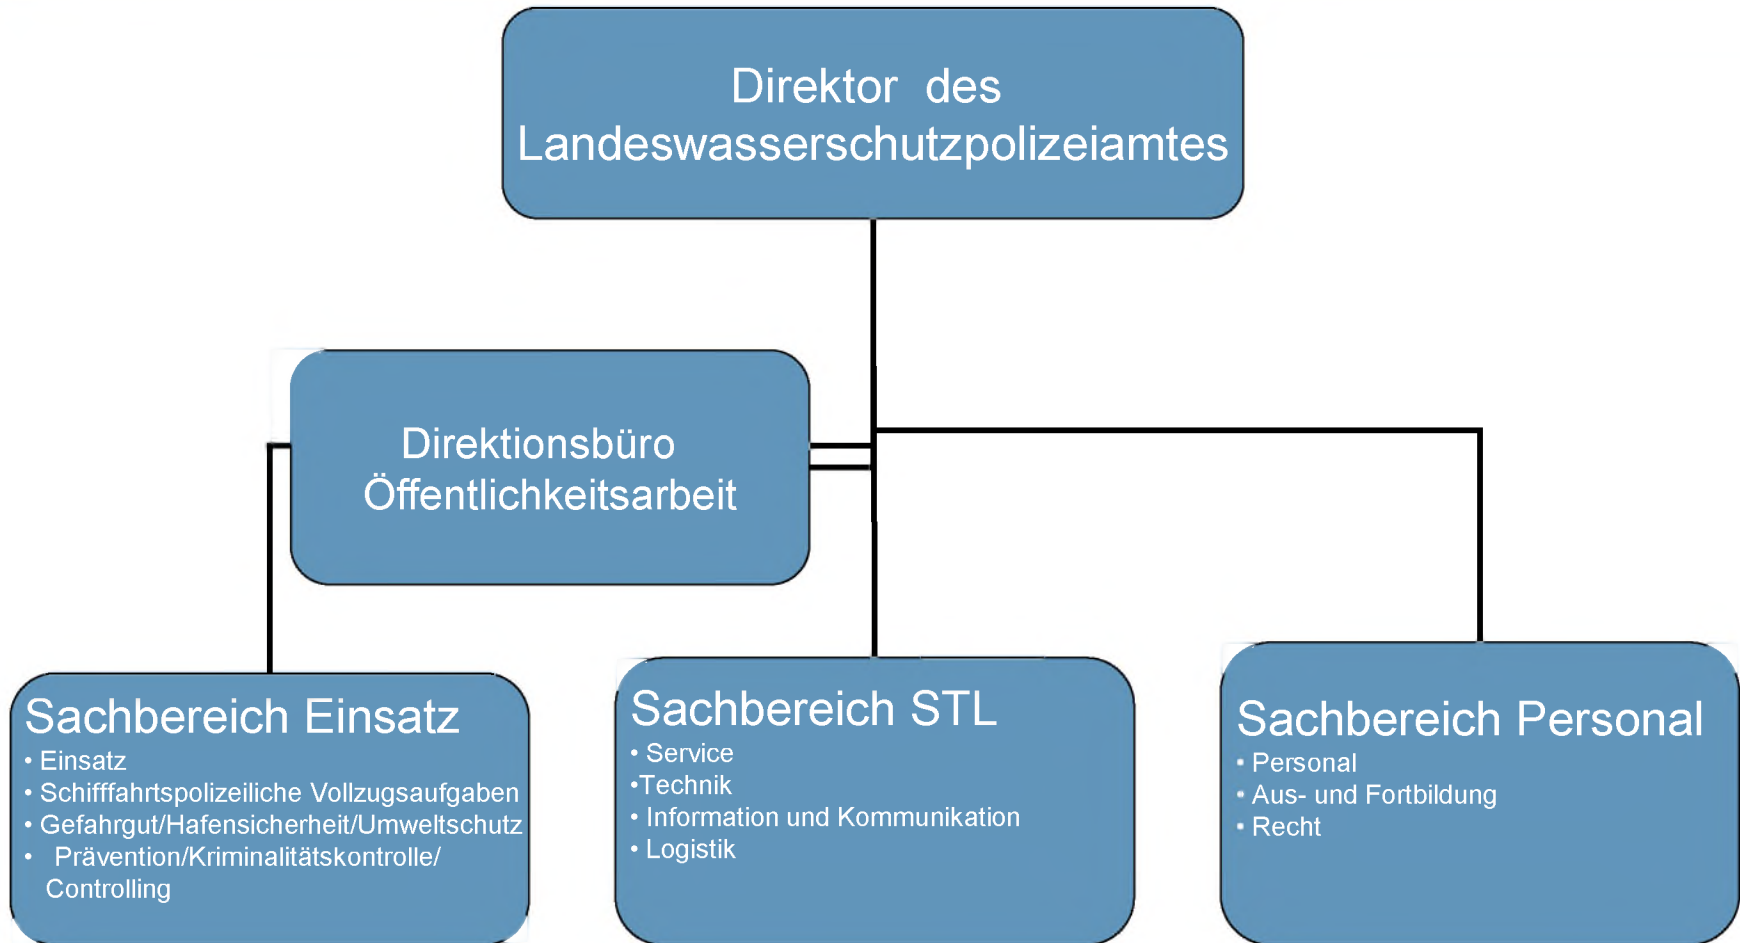 Direktor des
Landeswasserschutzpolizeiamtes
Direktionsbüro
Öffentlichkeitsarbeit
Sachbereich Einsatz
• Einsatz
• Schifffahrtspolizeiliche Vollzugsaufgaben
• Gefahrgut/Hafensicherheit/Umweltschutz
• Prävention/Kriminalitätskontrolle/
Controlling
Sachbereich STL
• Service
•Technik
• Information und Kommunikation
• Logistik
Sachbereich Personal
• Personal
• Aus- und Fortbildung
• Recht